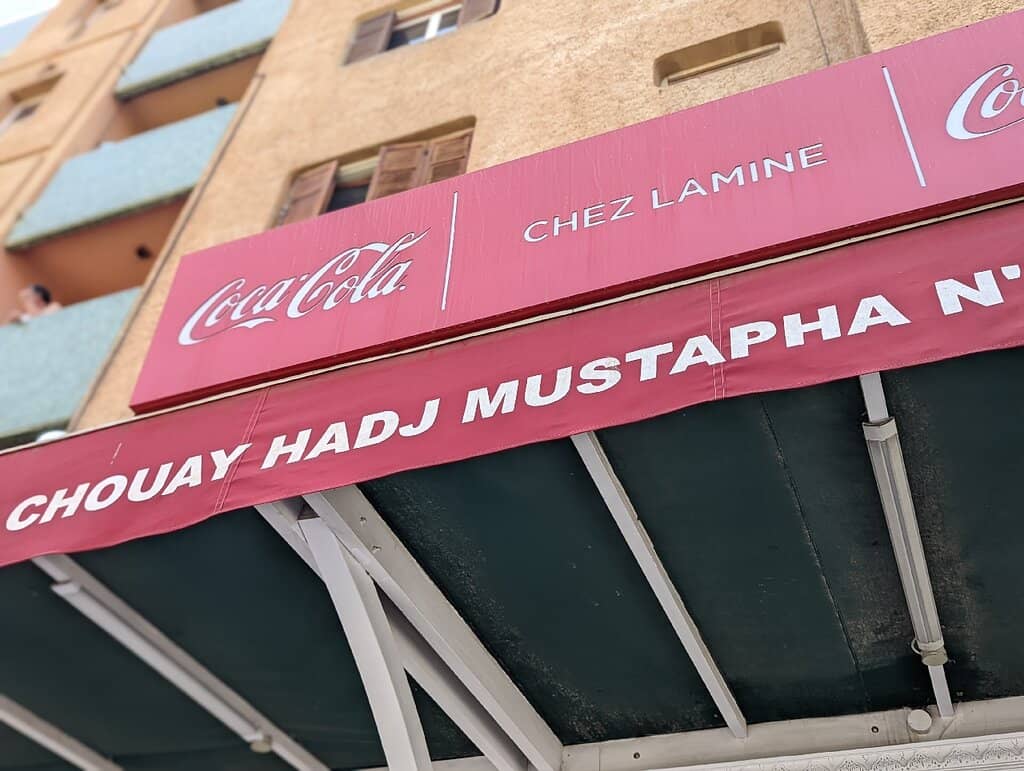 Coca-Cola
CHEZ LAMINE
CHOUAY HADJ MUSTAPHA N'